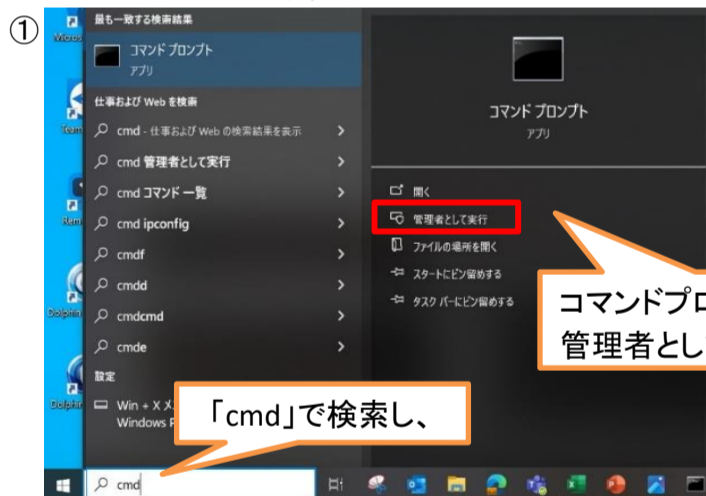 ①
最も一致する検索結果
コマンド プロンプト
アプリ
仕事および Web を検索
cmd - 仕事および Web の検索結果を表示
cmd 管理者として実行
cmd コマンド 一覧
cmd ipconfig
cmdf
cmdd
cmdcmd
cmde
設定
Win + X メ
Windows P
コマンド プロンプト
アプリ
開く
管理者として実行
ファイルの場所を開く
スタートにピン留めする
タスク バーにピン留めする
コマンドプロ
管理者とし
「cmd」で検索し、
cmd
Team
Dolphin
Dolphin